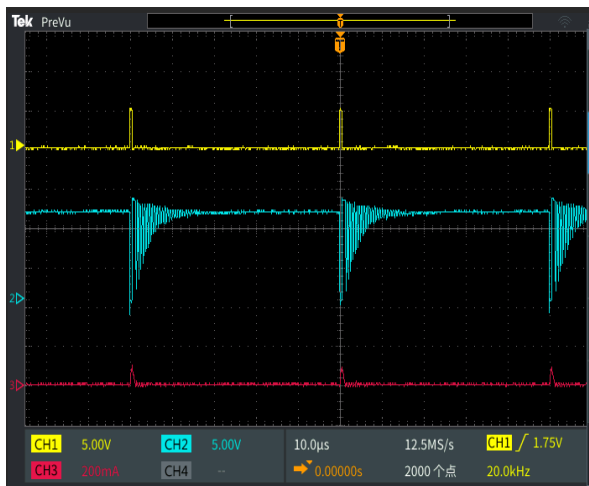 Tek PreVu
T
T
1
2
3
CH1 5.00V CH2 5.00V 10.0µs 12.5MS/s CH1 1.75V
CH3 200mA CH4 -- 0.00000s 2000 个点 20.0kHz